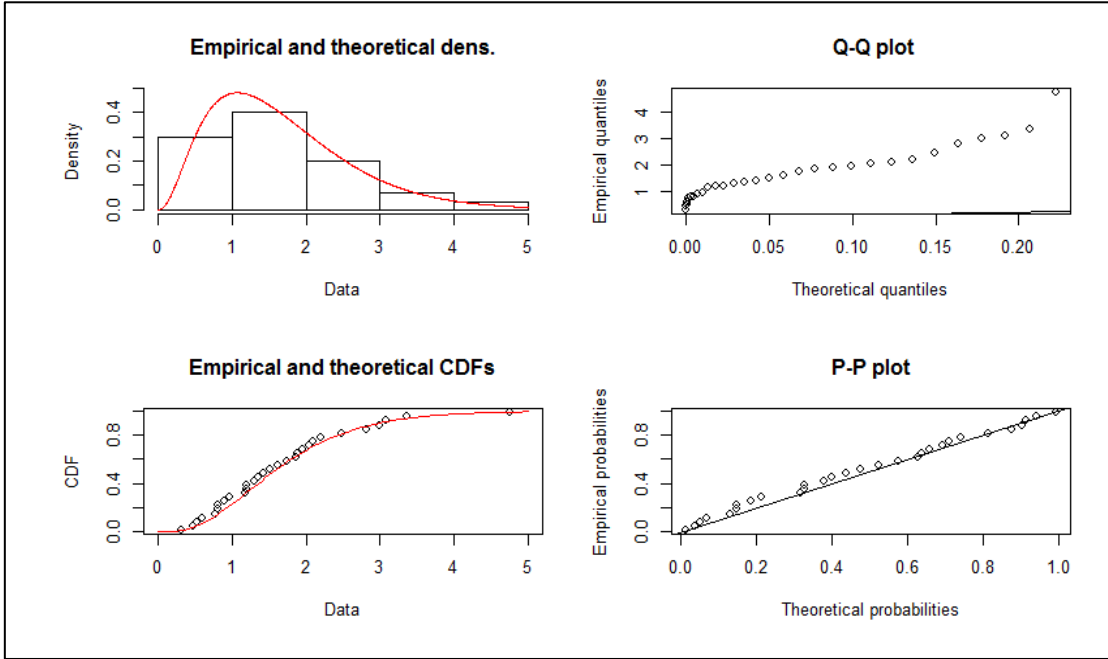 Empirical and theoretical dens.
Density
0.0 0.2 0.4
0 1 2 3 4 5
Data
Q-Q plot
Empirical quantiles
1 2 3 4
0.00 0.05 0.10 0.15 0.20
Theoretical quantiles
Empirical and theoretical CDFs
CDF
0.0 0.4 0.8
0 1 2 3 4 5
Data
P-P plot
Empirical probabilities
0.0 0.4 0.8
0.0 0.2 0.4 0.6 0.8 1.0
Theoretical probabilities